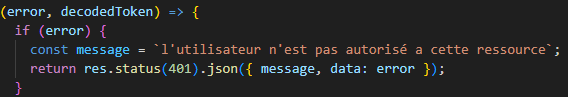 (error, decodedToken) => {
if (error) {
const message = `l'utilisateur n'est pas autorisé a cette ressource`;
return res.status(401).json({ message, data: error });
}